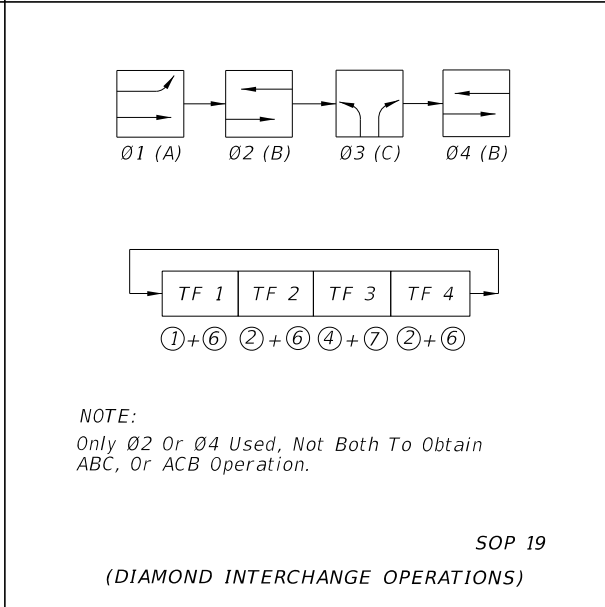 Ø1 (A) Ø2 (B) Ø3 (C) Ø4 (B)
TF 1 TF 2 TF 3 TF 4
①+⑥ ②+⑥ ④+⑦ ②+⑥
NOTE:
Only Ø2 Or Ø4 Used, Not Both To Obtain
ABC, Or ACB Operation.
SOP 19
(DIAMOND INTERCHANGE OPERATIONS)